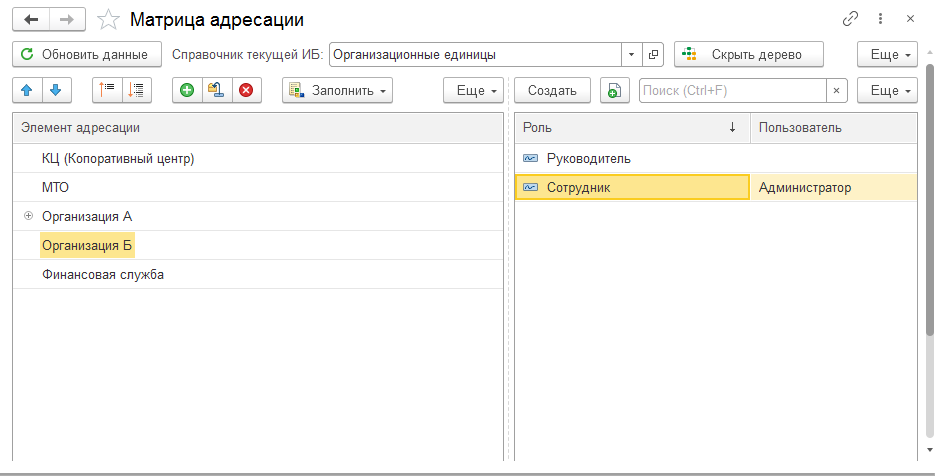 Матрица адресации
Обновить данные Справочник текущей ИБ: Организационные единицы Скрыть дерево Еще
Заполнить Еще Создать Поиск (Ctrl+F) × Еще
Элемент адресации Роль ↓ Пользователь
КЦ (Копоративный центр) Руководитель
МТО Сотрудник Администратор
Организация А
Организация Б
Финансовая служба